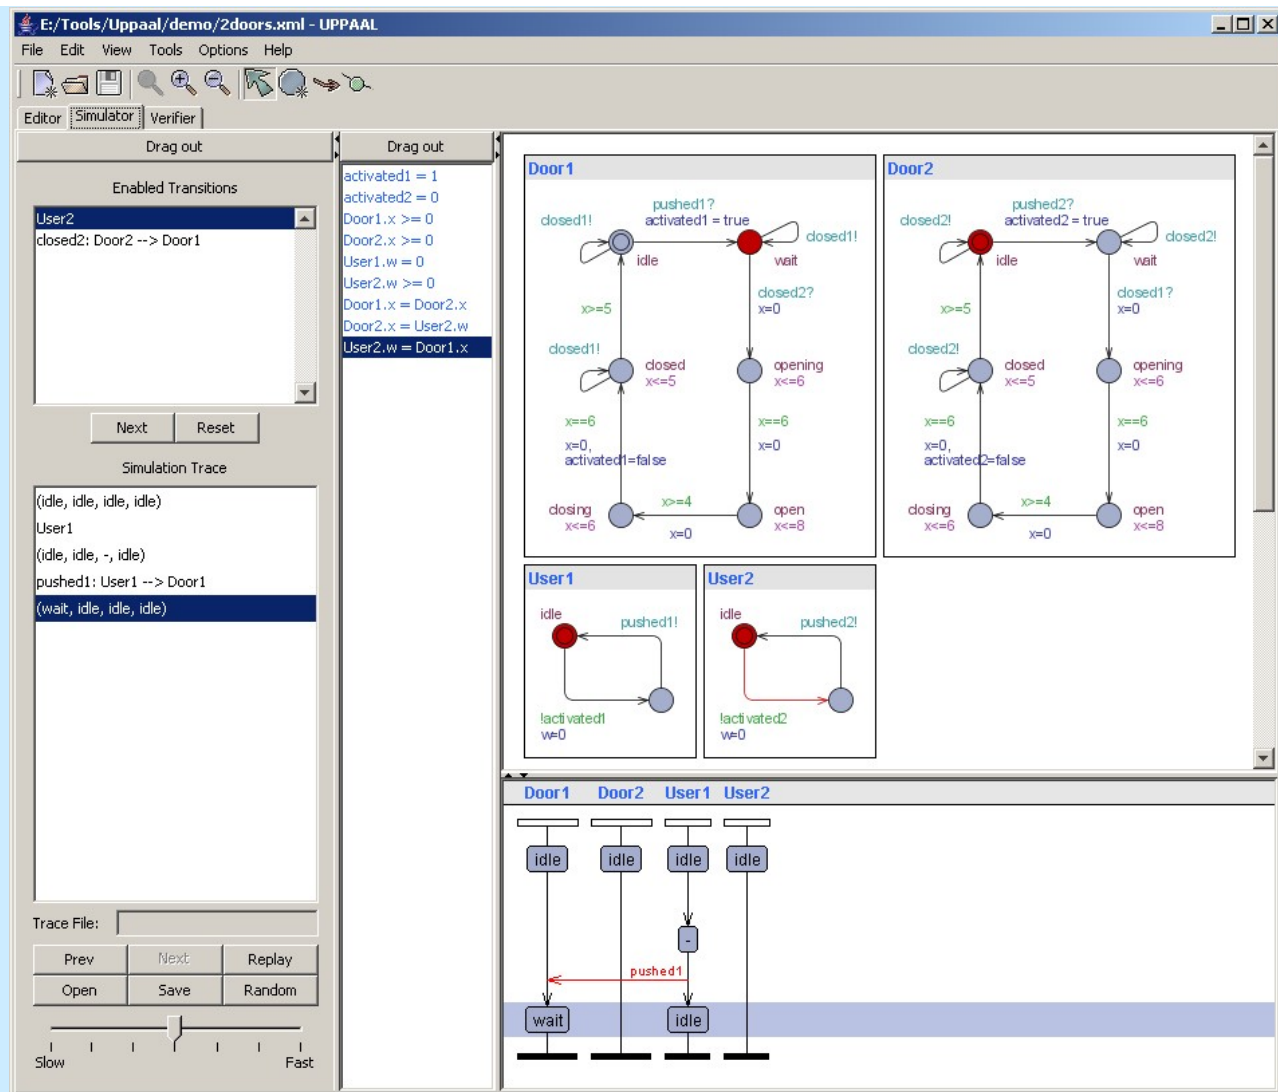 E:/Tools/Uppaal/demo/2doors.xml - UPPAAL
File Edit View Tools Options Help
Editor Simulator Verifier
Drag out
Enabled Transitions
User2
closed2: Door2 --> Door1
Next Reset
Simulation Trace
(idle, idle, idle, idle)
User1
(idle, idle, -, idle)
pushed1: User1 --> Door1
(wait, idle, idle, idle)
Trace File:
Prev Next Replay
Open Save Random
Slow Fast
Drag out
activated1 = 1
activated2 = 0
Door1.x >= 0
Door2.x >= 0
User1.w = 0
User2.w >= 0
Door1.x = Door2.x
Door2.x = User2.w
User2.w = Door1.x
Door1
pushed1?
closed1! activated1 = true
closed1!
idle wait
closed2?
x>=5 x=0
closed1!
closed opening
x<=5 x<=6
x==6 x==6
x=0, x=0
activated1=false
closing x>=4 open
x<=6 x=0 x<=8
Door2
pushed2?
closed2! activated2 = true
closed2!
idle wait
closed1?
x>=5 x=0
closed2!
closed opening
x<=5 x<=6
x==6 x==6
x=0, x=0
activated2=false
closing x>=4 open
x<=6 x=0 x<=8
User1
idle pushed1!
!activated1
w=0
User2
idle pushed2!
!activated2
w=0
Door1 Door2 User1 User2
idle idle idle idle
-
pushed1
wait idle